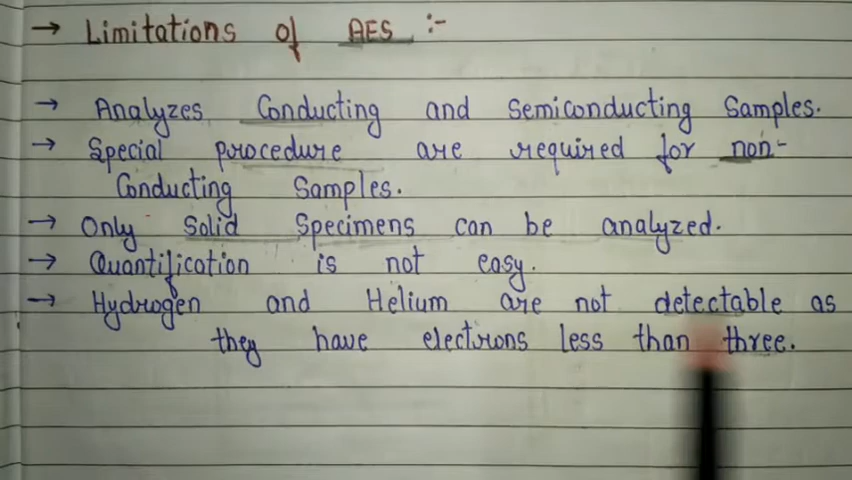 → Limitations of AES :-
→ Analyzes Conducting and Semiconducting Samples.
→ Special procedure are required for non-
Conducting Samples.
→ Only Solid Specimens can be analyzed.
→ Quantification is not easy.
→ Hydrogen and Helium are not detectable as
they have electrons less than three.